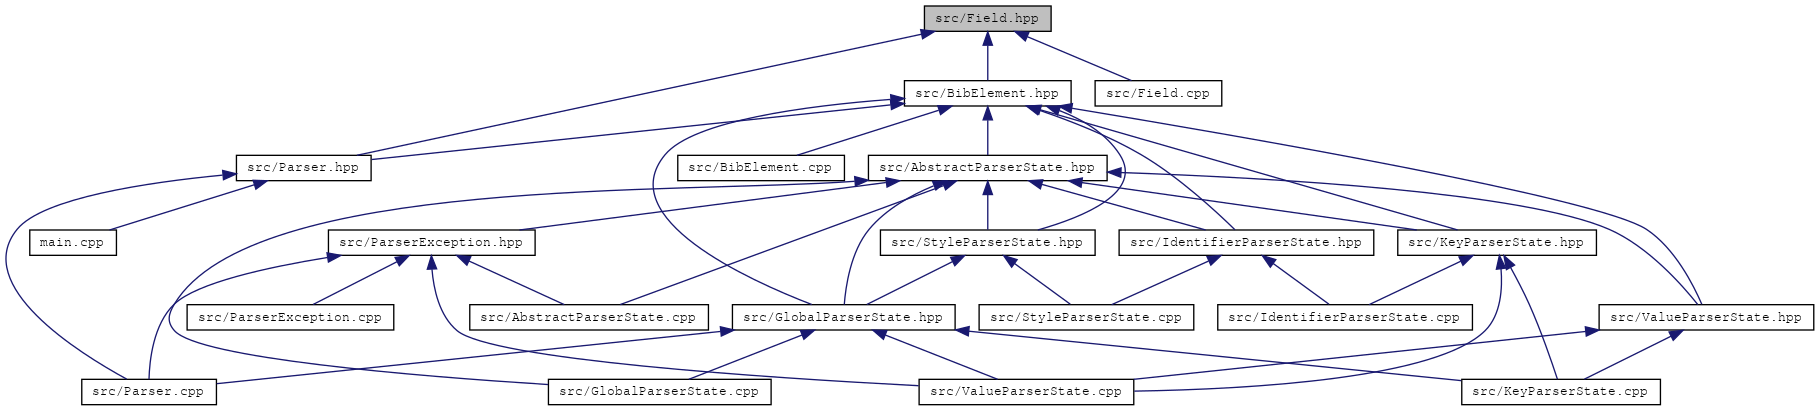 src/Field.hpp
src/BibElement.hpp
src/Field.cpp
src/Parser.hpp
src/BibElement.cpp
src/AbstractParserState.hpp
main.cpp
src/ParserException.hpp
src/StyleParserState.hpp
src/IdentifierParserState.hpp
src/KeyParserState.hpp
src/ParserException.cpp
src/AbstractParserState.cpp
src/GlobalParserState.hpp
src/StyleParserState.cpp
src/IdentifierParserState.cpp
src/ValueParserState.hpp
src/Parser.cpp
src/GlobalParserState.cpp
src/ValueParserState.cpp
src/KeyParserState.cpp